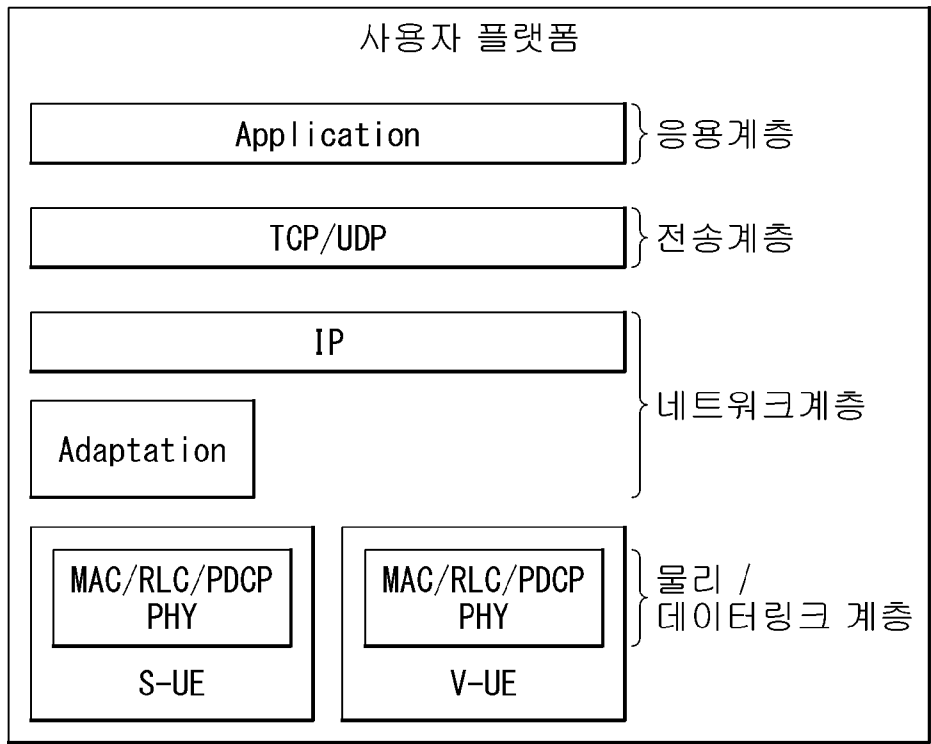 사용자 플랫폼
Application
응용계층
TCP/UDP
전송계층
IP
네트워크계층
Adaptation
MAC/RLC/PDCP
PHY
S-UE
MAC/RLC/PDCP
PHY
V-UE
물리 /
데이터링크 계층